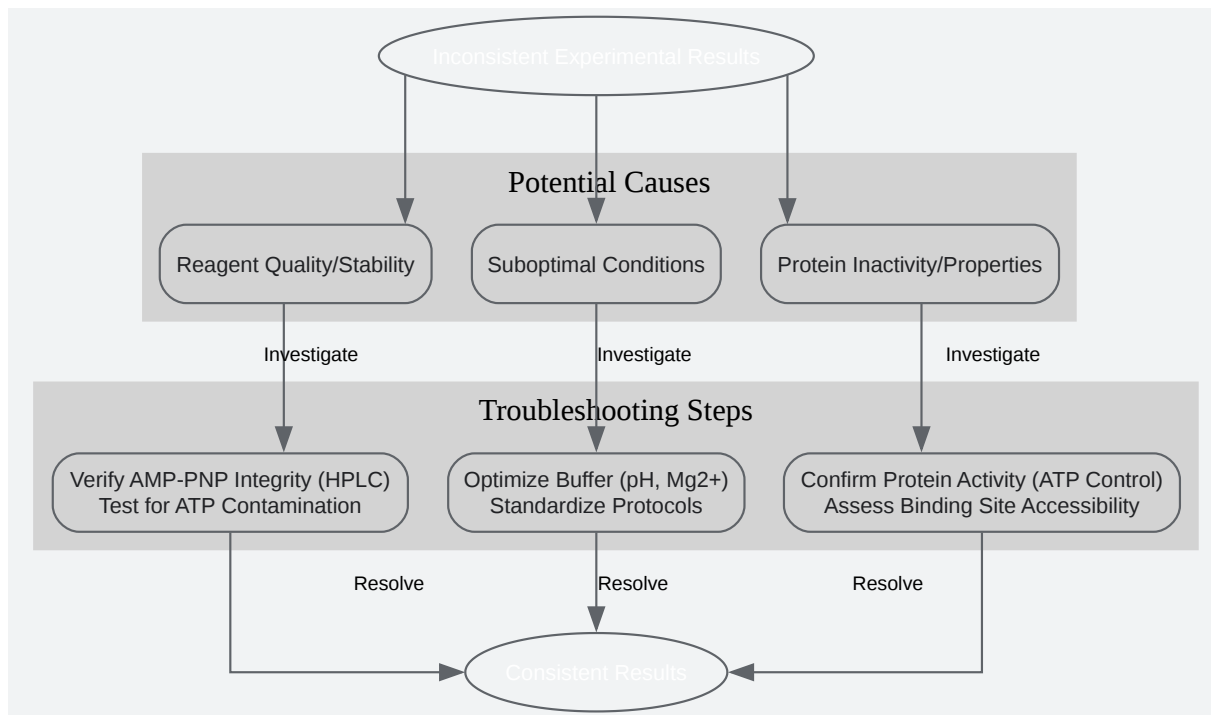 Inconsistent Experimental Results
Potential Causes
Reagent Quality/Stability
Suboptimal Conditions
Protein Inactivity/Properties
Investigate
Investigate
Investigate
Troubleshooting Steps
Verify AMP-PNP Integrity (HPLC)
Test for ATP Contamination
Optimize Buffer (pH, Mg2+)
Standardize Protocols
Confirm Protein Activity (ATP Control)
Assess Binding Site Accessibility
Resolve
Resolve
Resolve
Consistent Results